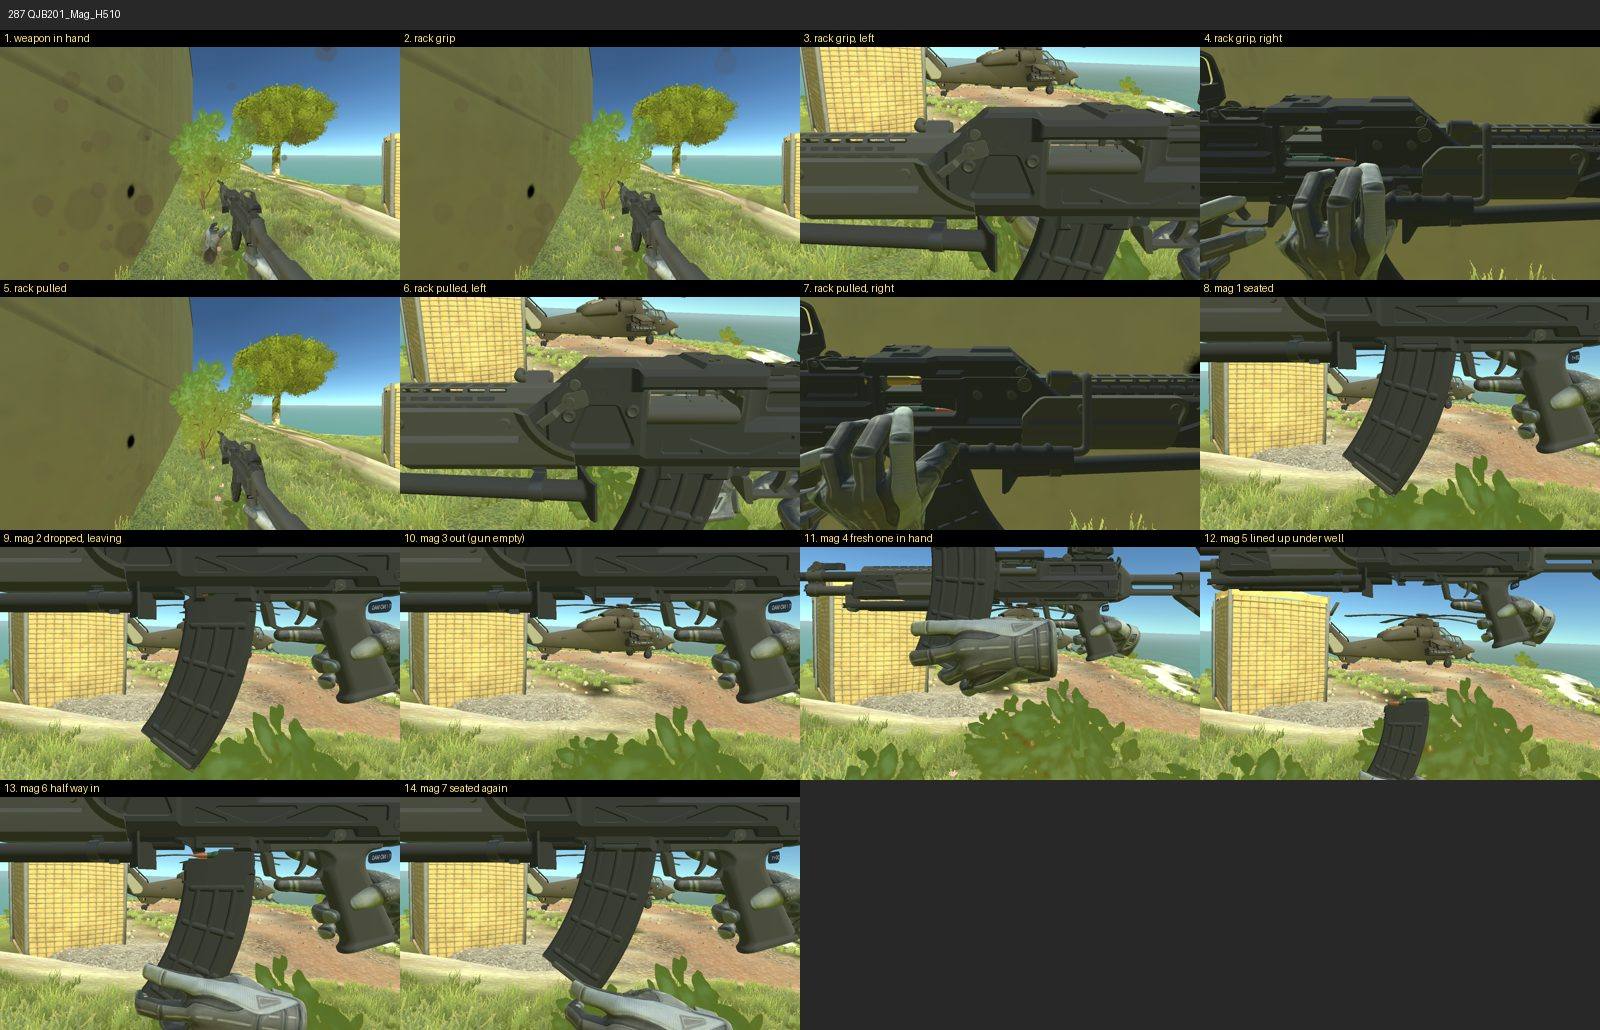 287 QJB201_Mag_H510
1. weapon in hand
2. rack grip
3. rack grip, left
4. rack grip, right
5. rack pulled
6. rack pulled, left
7. rack pulled, right
8. mag 1 seated
9. mag 2 dropped, leaving
10. mag 3 out (gun empty)
11. mag 4 fresh one in hand
12. mag 5 lined up under well
13. mag 6 half way in
14. mag 7 seated again